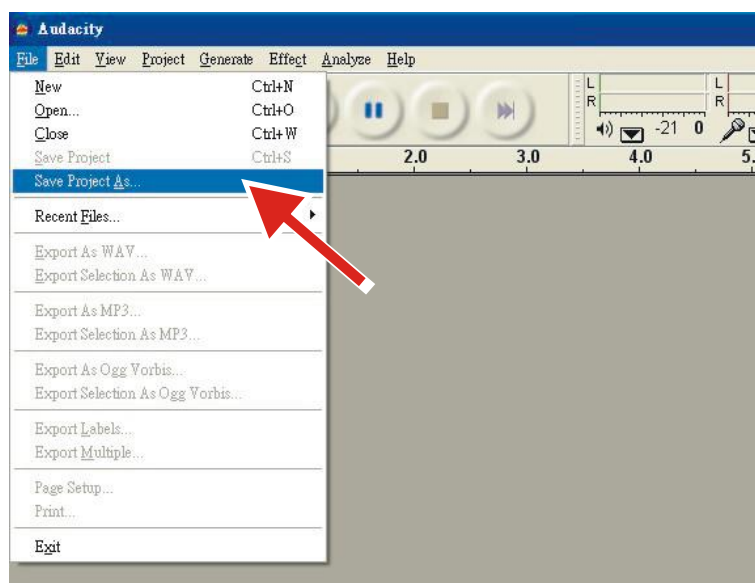 Audacity
File Edit View Project Generate Effect Analyze Help
New Ctrl+N
Open... Ctrl+O
Close Ctrl+W
Save Project Ctrl+S
Save Project As...
Recent Files...
Export As WAV...
Export Selection As WAV...
Export As MP3...
Export Selection As MP3...
Export As Ogg Vorbis...
Export Selection As Ogg Vorbis...
Export Labels...
Export Multiple...
Page Setup...
Print...
Exit
L L
R R
-21 0
2.0 3.0 4.0 5.